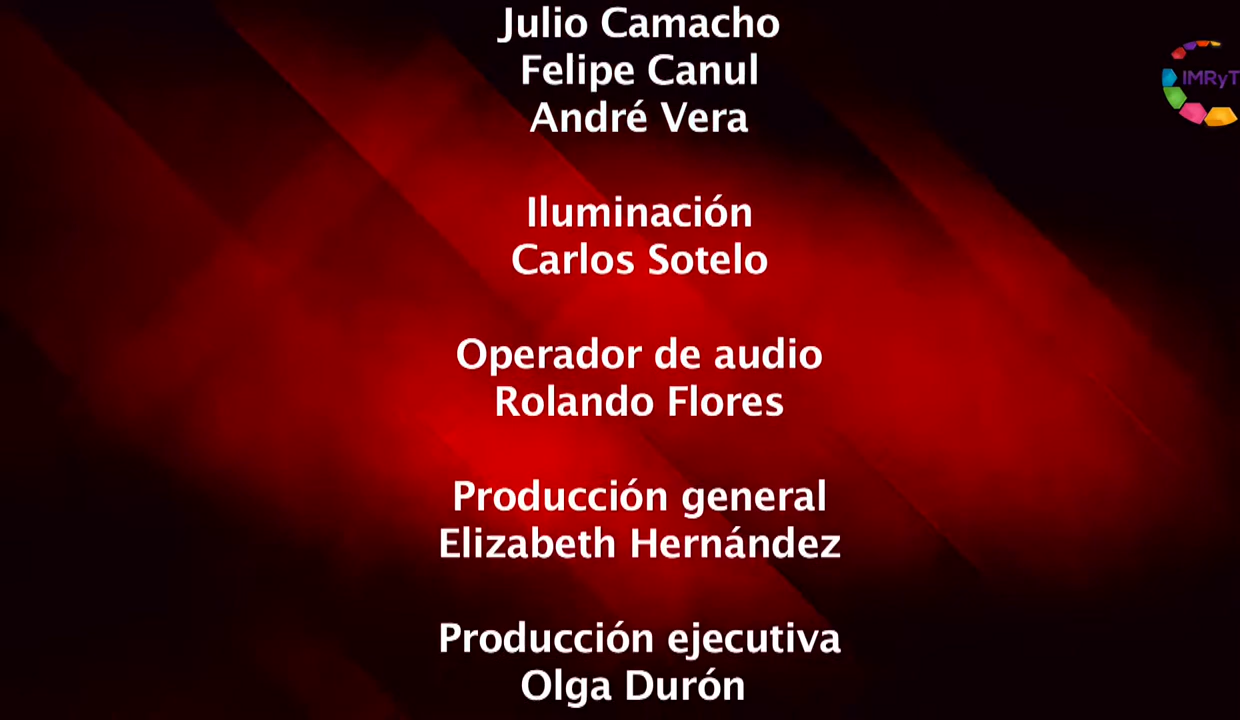 Julio Camacho
Felipe Canul
André Vera
IMRyT
Iluminación
Carlos Sotelo
Operador de audio
Rolando Flores
Producción general
Elizabeth Hernández
Producción ejecutiva
Olga Durón